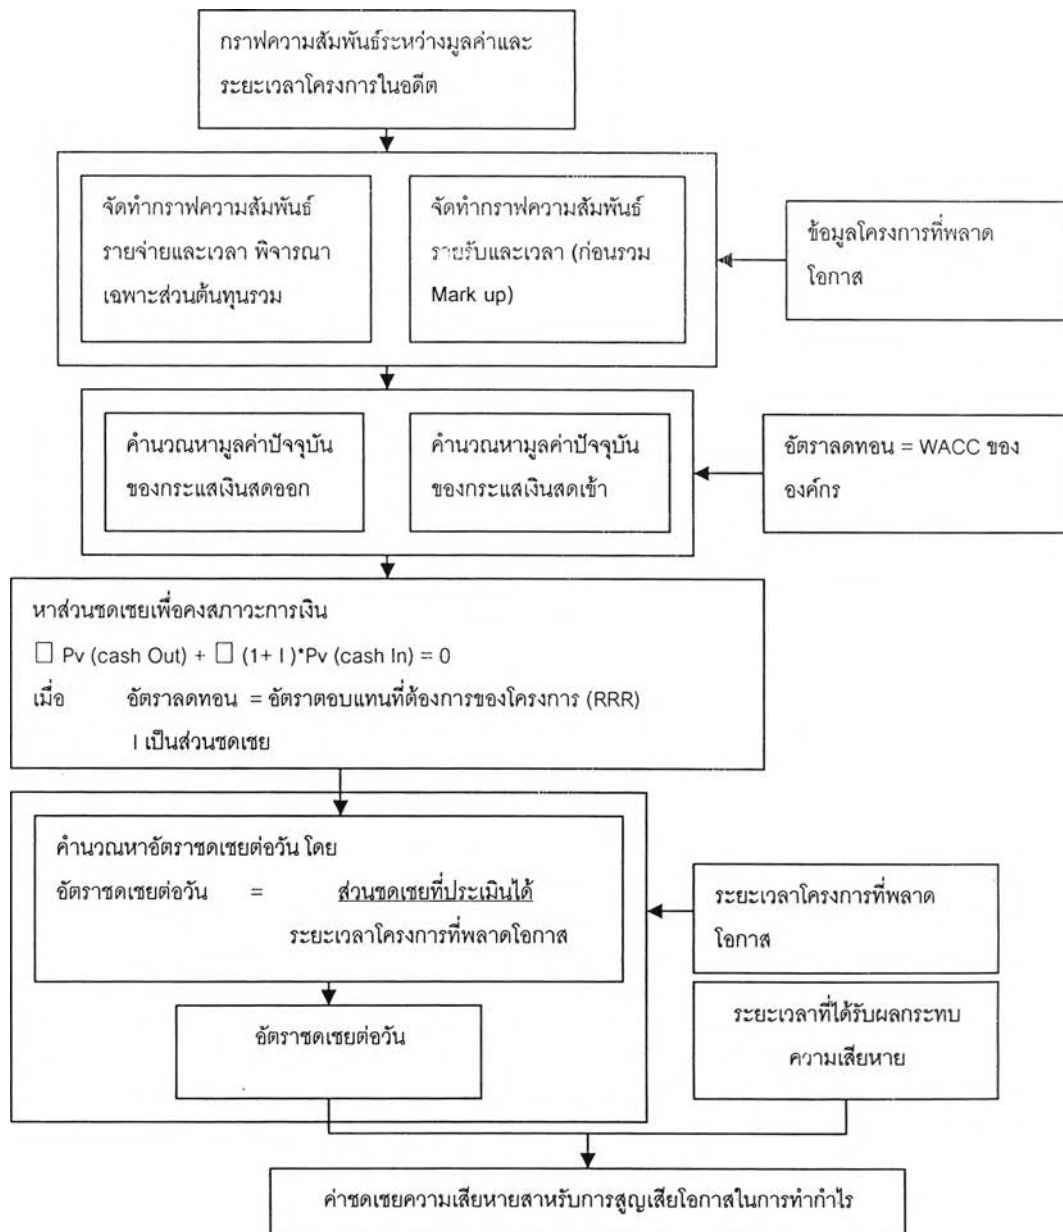 กราฟความสัมพันธ์ระหว่างมูลค่าและ
ระยะเวลาโครงการในอดีต
จัดทำกราฟความสัมพันธ์
รายจ่ายและเวลา พิจารณา
เฉพาะส่วนต้นทุนรวม
จัดทำกราฟความสัมพันธ์
รายรับและเวลา (ก่อนรวม
Mark up)
ข้อมูลโครงการที่พลาด
โอกาส
คำนวณหามูลค่าปัจจุบัน
ของกระแสเงินสดออก
คำนวณหามูลค่าปัจจุบัน
ของกระแสเงินสดเข้า
อัตราลดทอน = WACC ของ
องค์กร
หาส่วนชดเชยเพื่อคงสภาวะการเงิน
□ Pv (cash Out) + □ (1+ I )*Pv (cash In) = 0
เมื่อ อัตราลดทอน = อัตราตอบแทนที่ต้องการของโครงการ (RRR)
I เป็นส่วนชดเชย
คำนวณหาอัตราชดเชยต่อวัน โดย
อัตราชดเชยต่อวัน = ส่วนชดเชยที่ประเมินได้
ระยะเวลาโครงการที่พลาดโอกาส
ระยะเวลาโครงการที่พลาด
โอกาส
อัตราชดเชยต่อวัน
ระยะเวลาที่ได้รับผลกระทบ
ความเสียหาย
ค่าชดเชยความเสียหายสำหรับการสูญเสียโอกาสในการทำกำไร